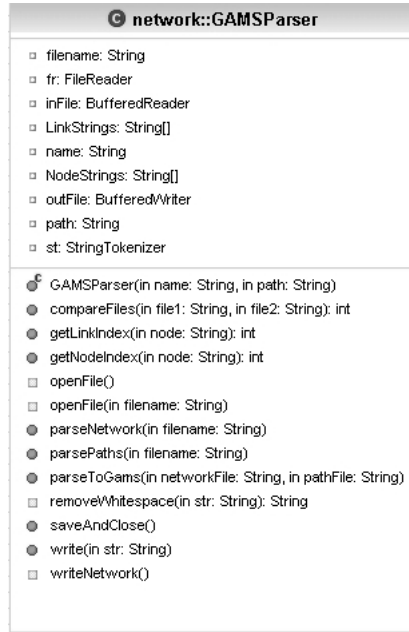 C network::GAMSParser
filename: String
fr: FileReader
inFile: BufferedReader
LinkStrings: String[]
name: String
NodeStrings: String[]
outFile: BufferedWriter
path: String
st: StringTokenizer
C GAMSParser(in name: String, in path: String)
compareFiles(in file1: String, in file2: String): int
getLinkIndex(in node: String): int
getNodeIndex(in node: String): int
openFile()
openFile(in filename: String)
parseNetwork(in filename: String)
parsePaths(in filename: String)
parseToGams(in networkFile: String, in pathFile: String)
removeWhitespace(in str: String): String
saveAndClose()
write(in str: String)
writeNetwork()